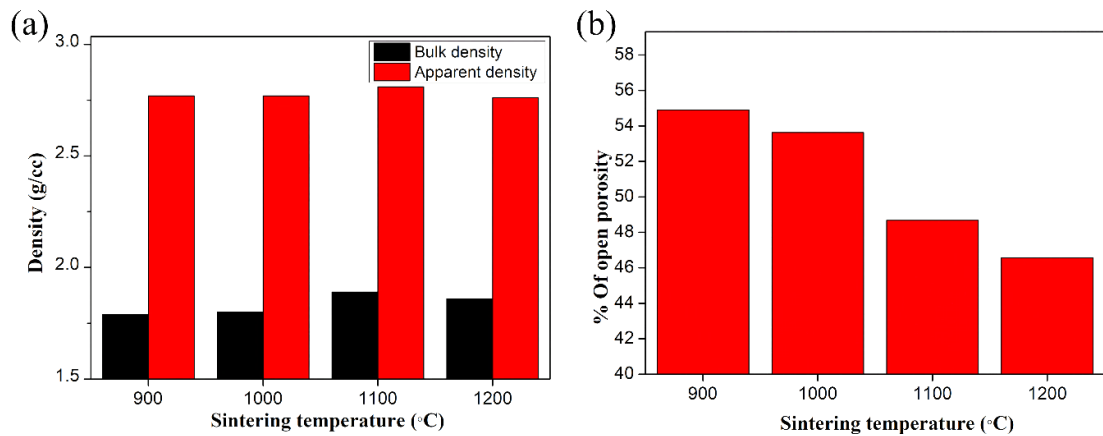 (a)
3.0
2.5
2.0
1.5
Density (g/cc)
Bulk density
Apparent density
900 1000 1100 1200
Sintering temperature (◦C)
(b)
58
56
54
52
50
48
46
44
42
40
% Of open porosity
900 1000 1100 1200
Sintering temperature (◦C)